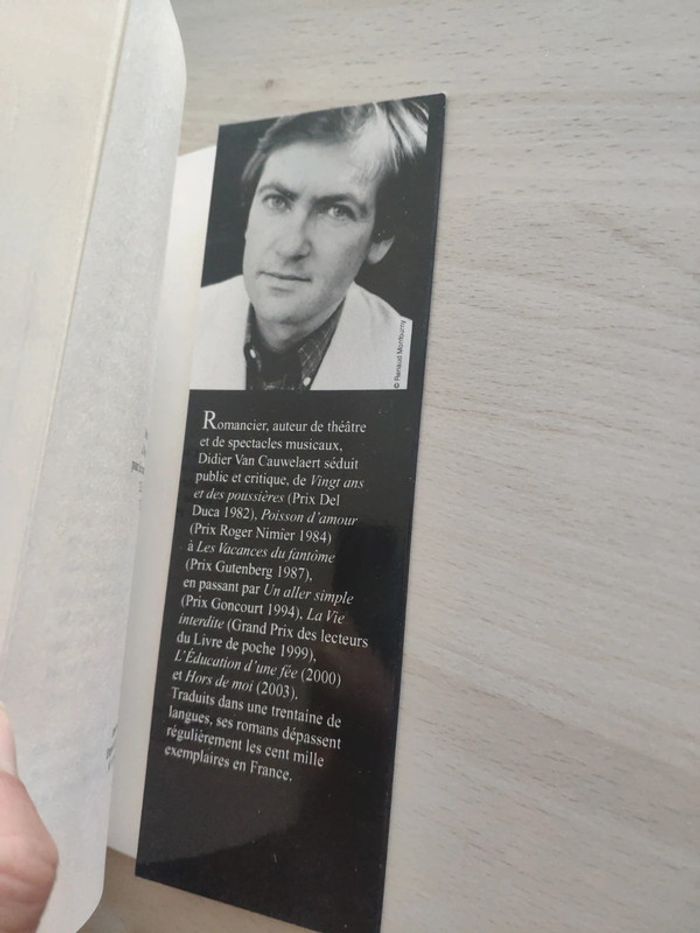 © Renaud Monfourny
Romancier, auteur de théâtre
et de spectacles musicaux,
Didier Van Cauwelaert séduit
public et critique, de Vingt ans
et des poussières (Prix Del
Duca 1982), Poisson d'amour
(Prix Roger Nimier 1984)
à Les Vacances du fantôme
(Prix Gutenberg 1987),
en passant par Un aller simple
(Prix Goncourt 1994), La Vie
interdite (Grand Prix des lecteurs
du Livre de poche 1999),
L'Éducation d'une fée (2000)
et Hors de moi (2003).
Traduits dans une trentaine de
langues, ses romans dépassent
régulièrement les cent mille
exemplaires en France.